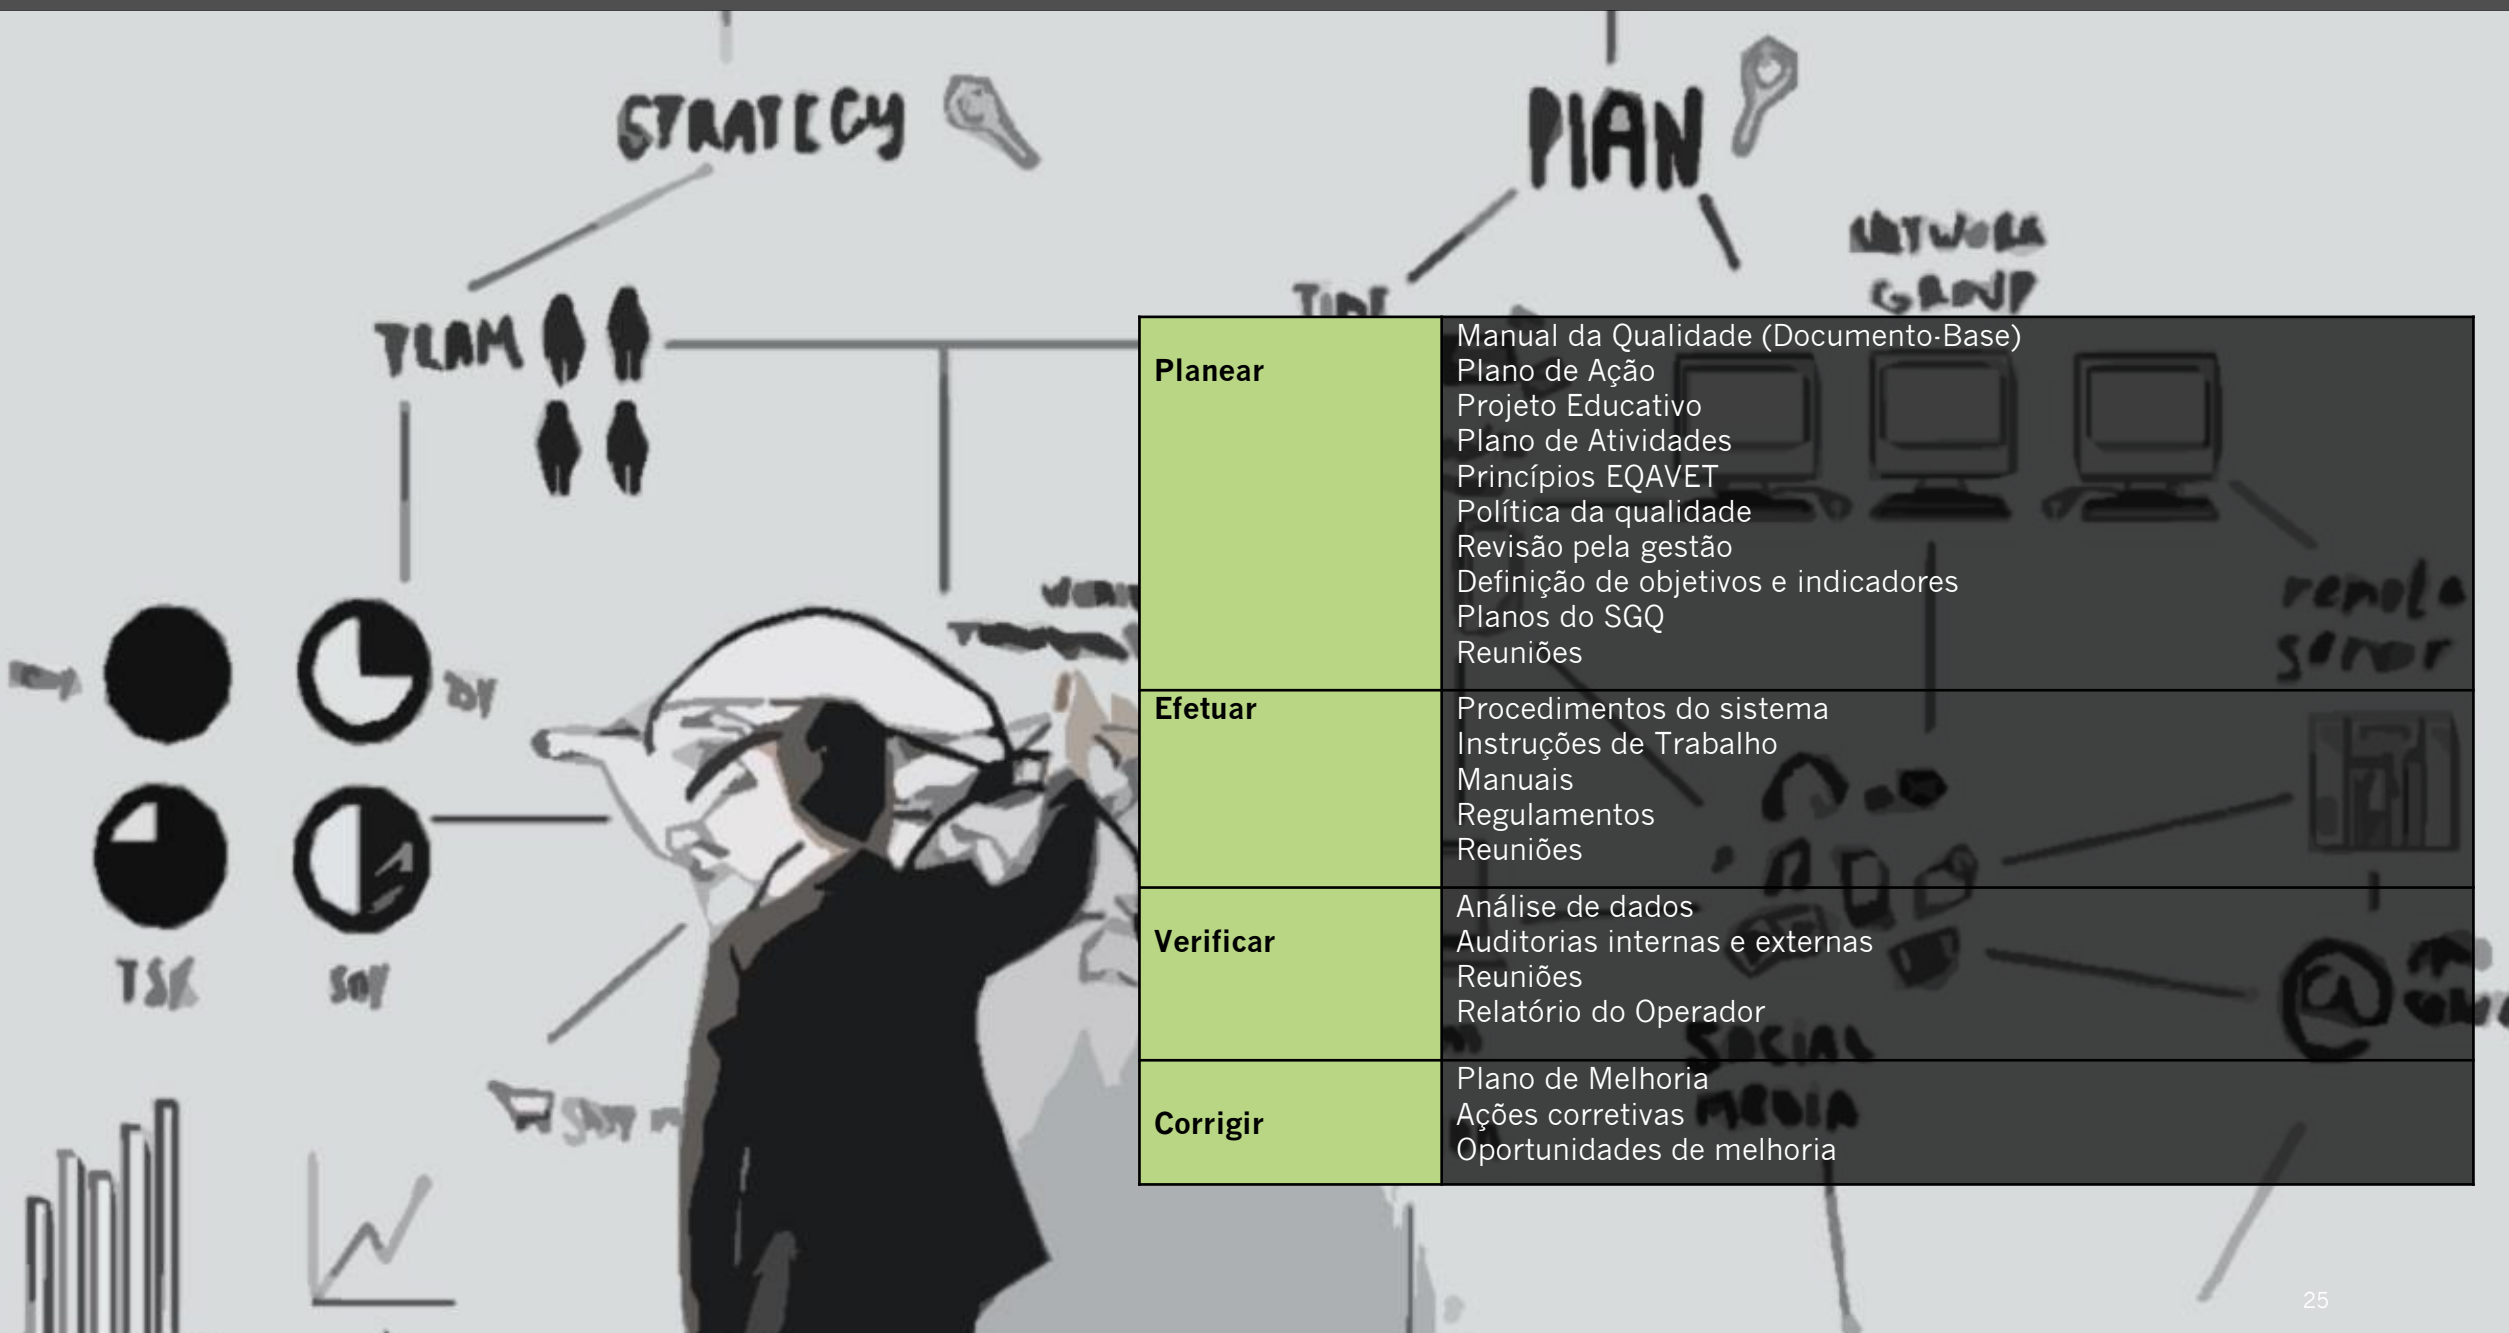 STRATEGY
PLAN
NETWORK
GROUP
TEAM
Planear
Manual da Qualidade (Documento-Base)
Plano de Ação
Projeto Educativo
Plano de Atividades
Princípios EQAVET
Política da qualidade
Revisão pela gestão
Definição de objetivos e indicadores
Planos do SGQ
Reuniões
Efetuar
Procedimentos do sistema
Instruções de Trabalho
Manuais
Regulamentos
Reuniões
Verificar
Análise de dados
Auditorias internas e externas
Reuniões
Relatório do Operador
SOCIAL
MEDIA
Corrigir
Plano de Melhoria
Ações corretivas
Oportunidades de melhoria
25